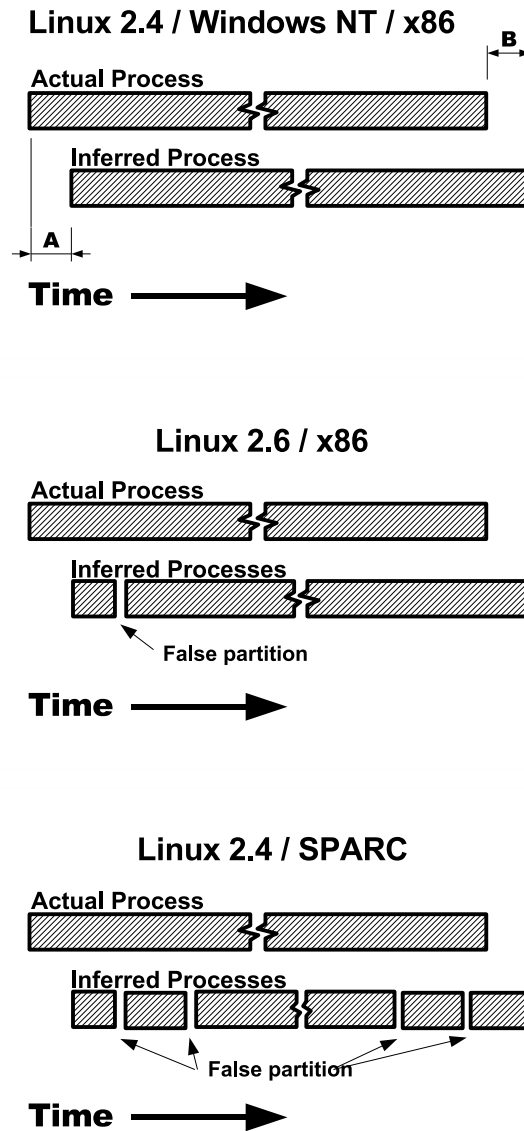 Linux 2.4 / Windows NT / x86
B
Actual Process
Inferred Process
A
Time
Linux 2.6 / x86
Actual Process
Inferred Processes
False partition
Time
Linux 2.4 / SPARC
Actual Process
Inferred Processes
False partition
Time